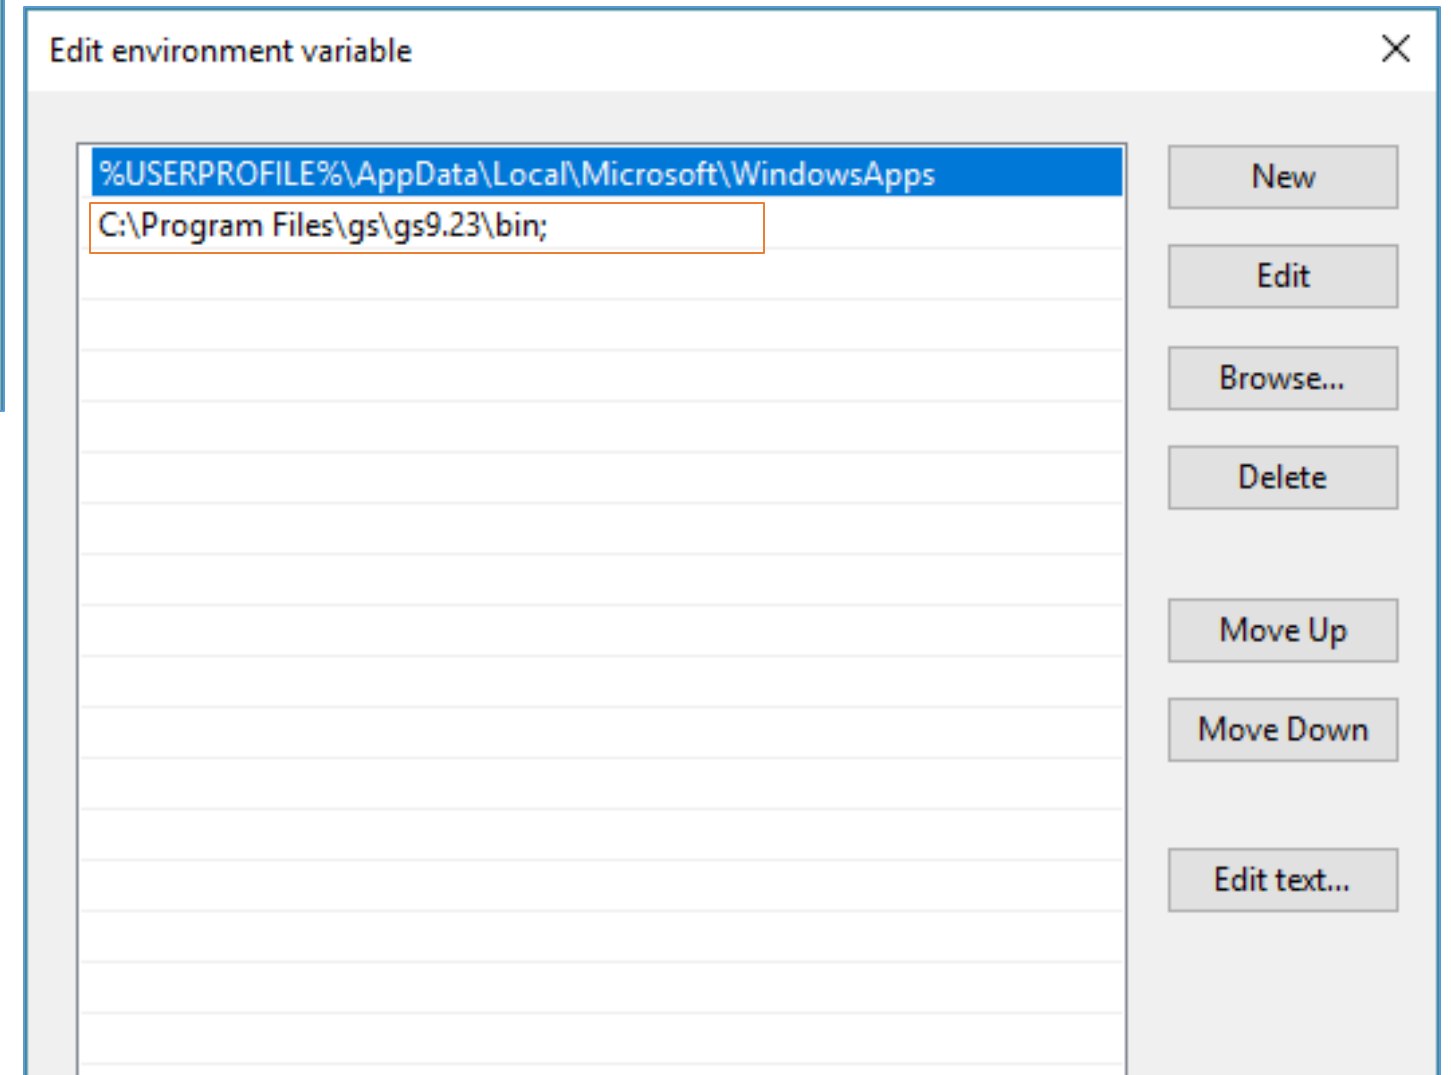 Edit environment variable
%USERPROFILE%\AppData\Local\Microsoft\WindowsApps
C:\Program Files\gs\gs9.23\bin;
New
Edit
Browse...
Delete
Move Up
Move Down
Edit text...